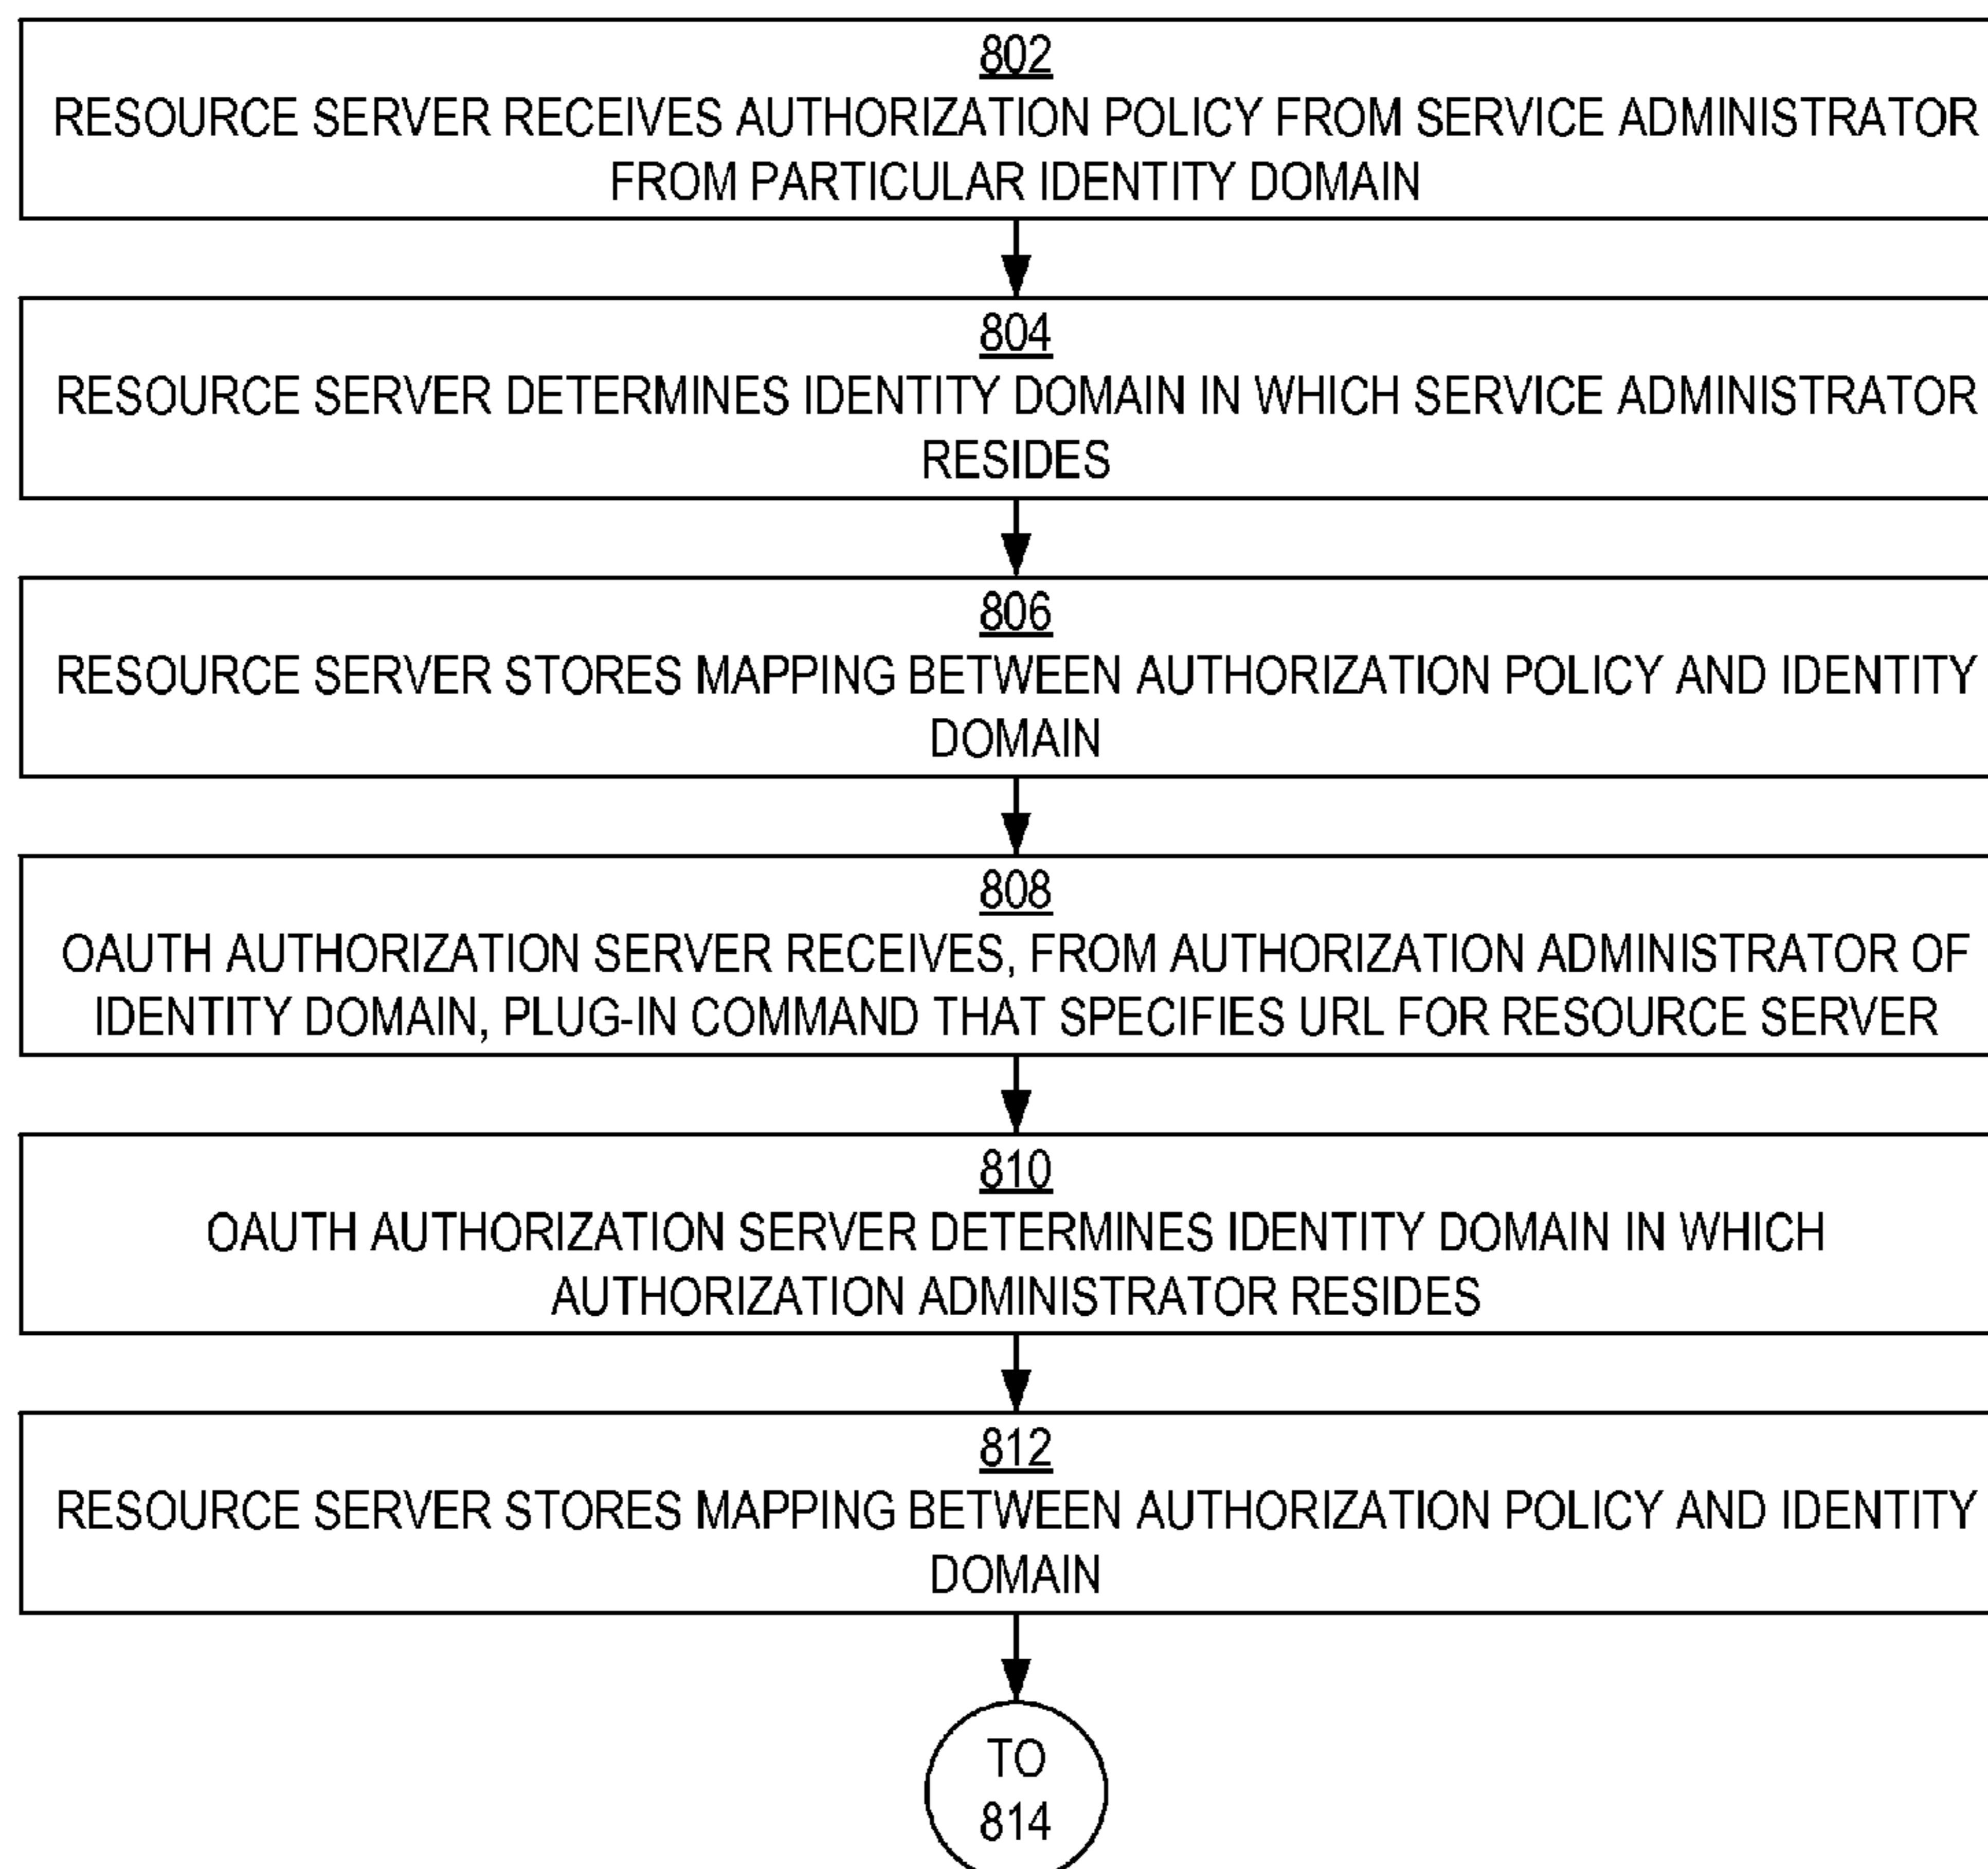 802
RESOURCE SERVER RECEIVES AUTHORIZATION POLICY FROM SERVICE ADMINISTRATOR
FROM PARTICULAR IDENTITY DOMAIN
804
RESOURCE SERVER DETERMINES IDENTITY DOMAIN IN WHICH SERVICE ADMINISTRATOR
RESIDES
806
RESOURCE SERVER STORES MAPPING BETWEEN AUTHORIZATION POLICY AND IDENTITY
DOMAIN
808
OAUTH AUTHORIZATION SERVER RECEIVES, FROM AUTHORIZATION ADMINISTRATOR OF
IDENTITY DOMAIN, PLUG-IN COMMAND THAT SPECIFIES URL FOR RESOURCE SERVER
810
OAUTH AUTHORIZATION SERVER DETERMINES IDENTITY DOMAIN IN WHICH
AUTHORIZATION ADMINISTRATOR RESIDES
812
RESOURCE SERVER STORES MAPPING BETWEEN AUTHORIZATION POLICY AND IDENTITY
DOMAIN
TO
814